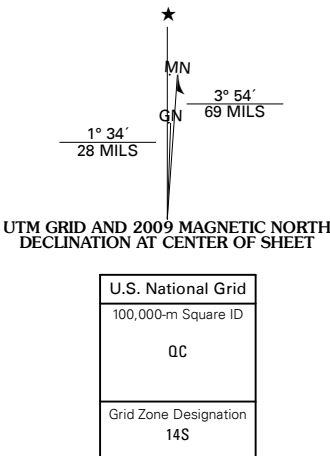 ★
MN
3° 54´
69 MILS
GN
1° 34´
28 MILS
UTM GRID AND 2009 MAGNETIC NORTH
DECLINATION AT CENTER OF SHEET
U.S. National Grid
100,000-m Square ID
QC
Grid Zone Designation
14S